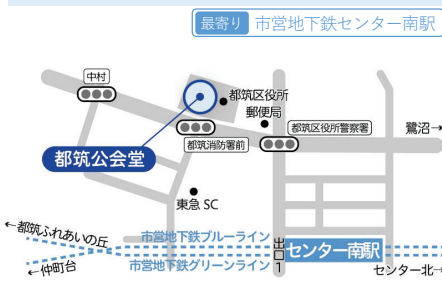 最寄り 市営地下鉄センター南駅
中村
都筑区役所
郵便局
都筑区役所警察署
都筑消防署前
鷺沼→
都筑公会堂
東急 SC
←都筑ふれあいの丘
市営地下鉄ブルーライン
市営地下鉄グリーンライン
出口1
センター南駅
←仲町台
センター北→